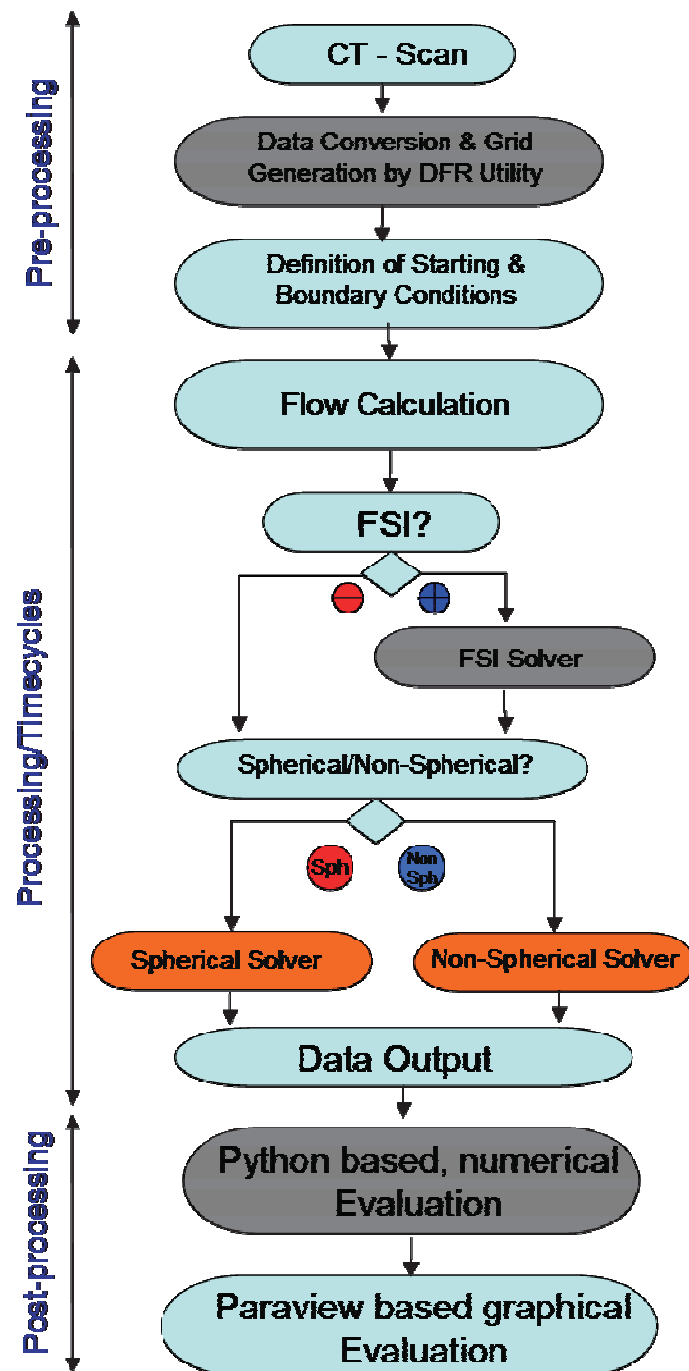 CT - Scan
Data Conversion & Grid
Generation by DFR Utility
Definition of Starting &
Boundary Conditions
Pre-processing
Flow Calculation
FSI?
FSI Solver
Spherical/Non-Spherical?
Sph
Non
Sph
Spherical Solver
Non-Spherical Solver
Data Output
Processing/Timecycles
Python based, numerical
Evaluation
Paraview based graphical
Evaluation
Post-processing